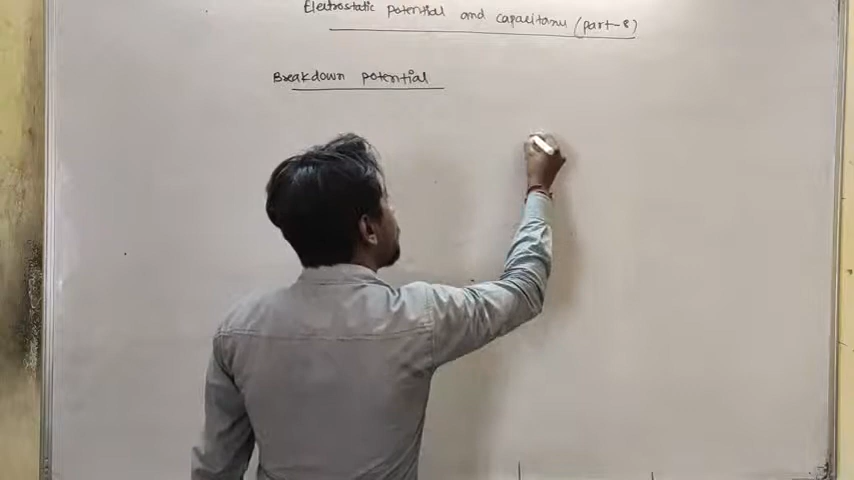 Electrostatic potential and capacitance (part-8)
Breakdown potential